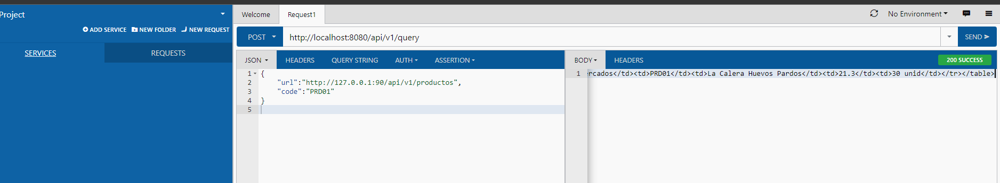 Project
ADD SERVICE NEW FOLDER NEW REQUEST
SERVICES REQUESTS
Welcome Request1 No Environment
POST http://localhost:8080/api/v1/query SEND
JSON HEADERS QUERY STRING AUTH ASSERTION
1 {
2 "url":"http://127.0.0.1:90/api/v1/productos",
3 "code":"PRD01"
4 }
5
BODY HEADERS 200 SUCCESS
1 rcados</td><td>PRD01</td><td>La Calera Huevos Pardos</td><td>21.3</td><td>30 unid</td></tr></table>